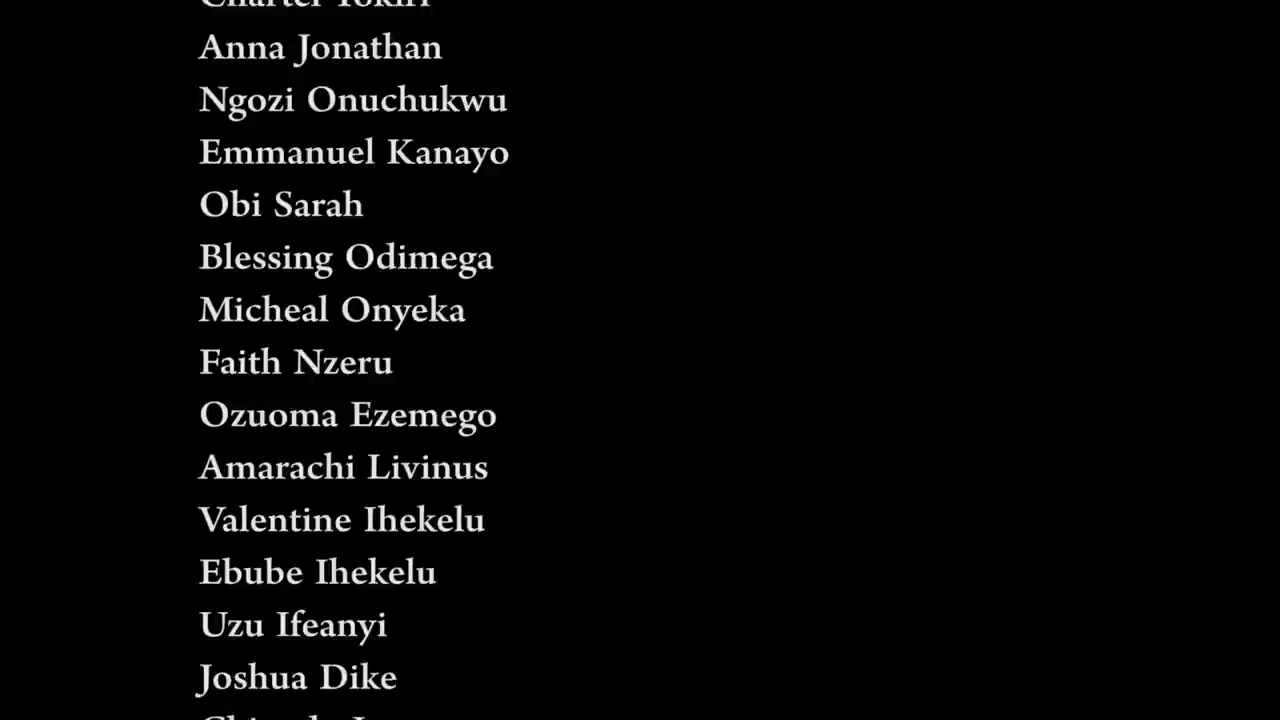 Anna Jonathan
Ngozi Onuchukwu
Emmanuel Kanayo
Obi Sarah
Blessing Odimega
Micheal Onyeka
Faith Nzeru
Ozuoma Ezemego
Amarachi Livinus
Valentine Ihekelu
Ebube Ihekelu
Uzu Ifeanyi
Joshua Dike